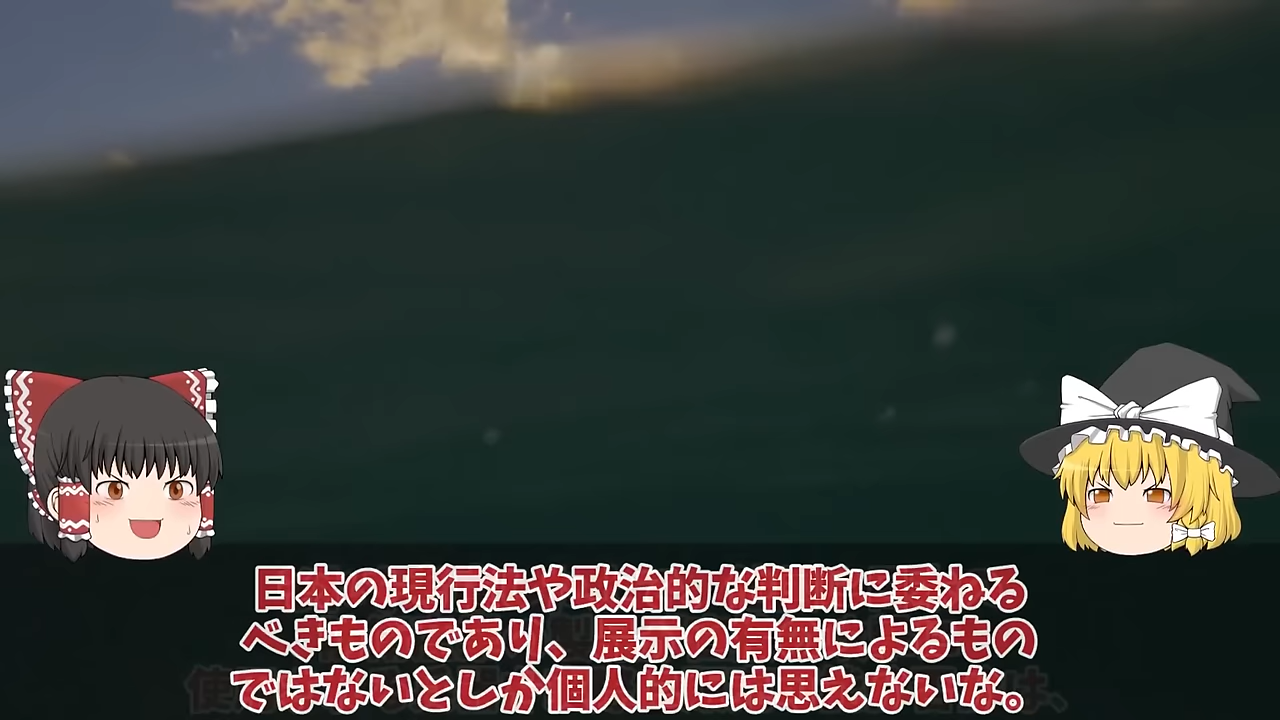 日本の現行法や政治的な判断に委ねる
べきものであり、展示の有無によるもの
ではないとしか個人的には思えないな。